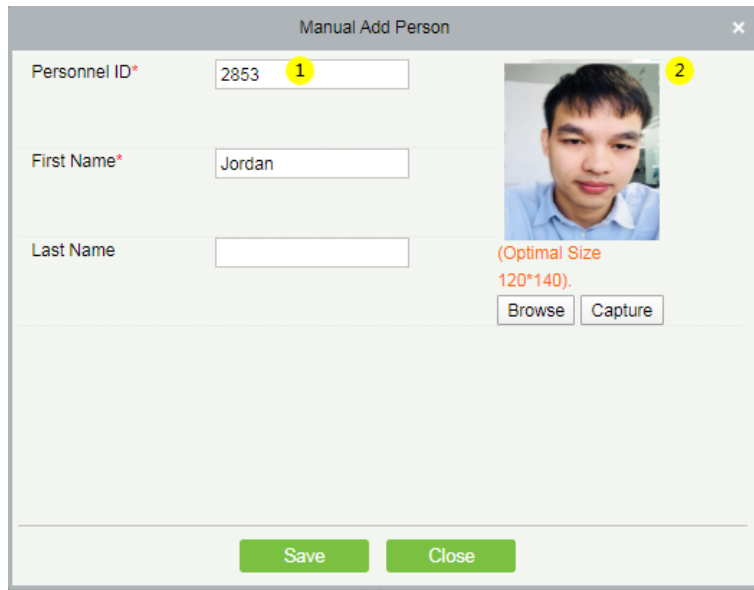 Manual Add Person
×
Personnel ID*
2853
1
2
First Name*
Jordan
Last Name
(Optimal Size
120*140).
Browse
Capture
Save
Close